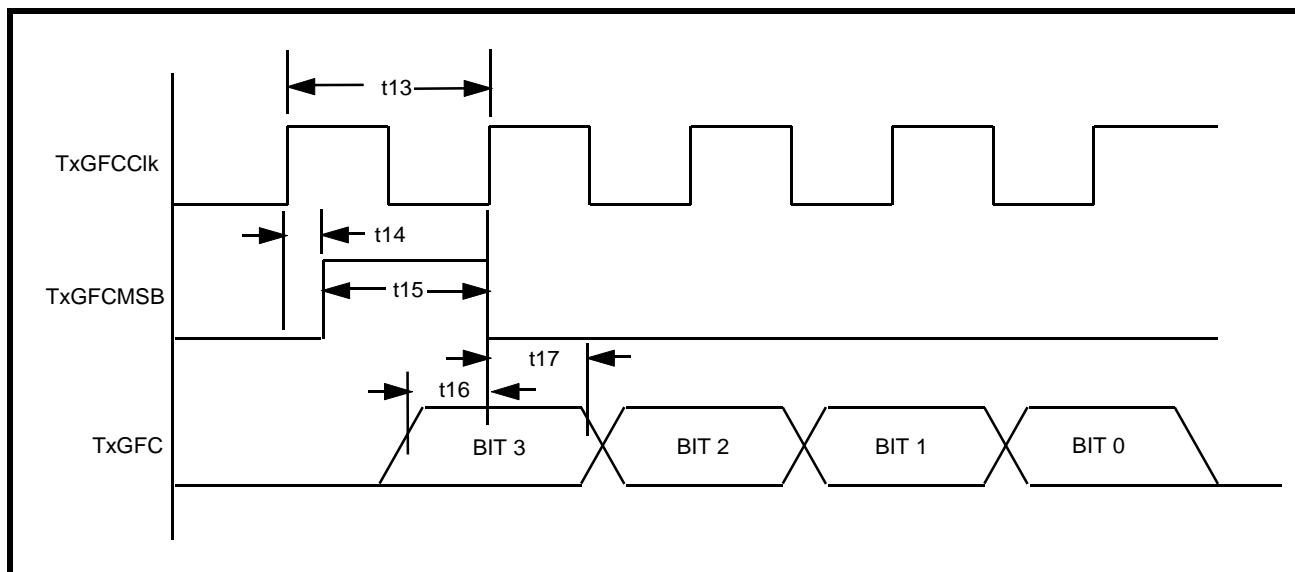 t13
TxGFCClk
t14
TxGFCMSB
t15
t17
t16
TxGFC
BIT 3
BIT 2
BIT 1
BIT 0